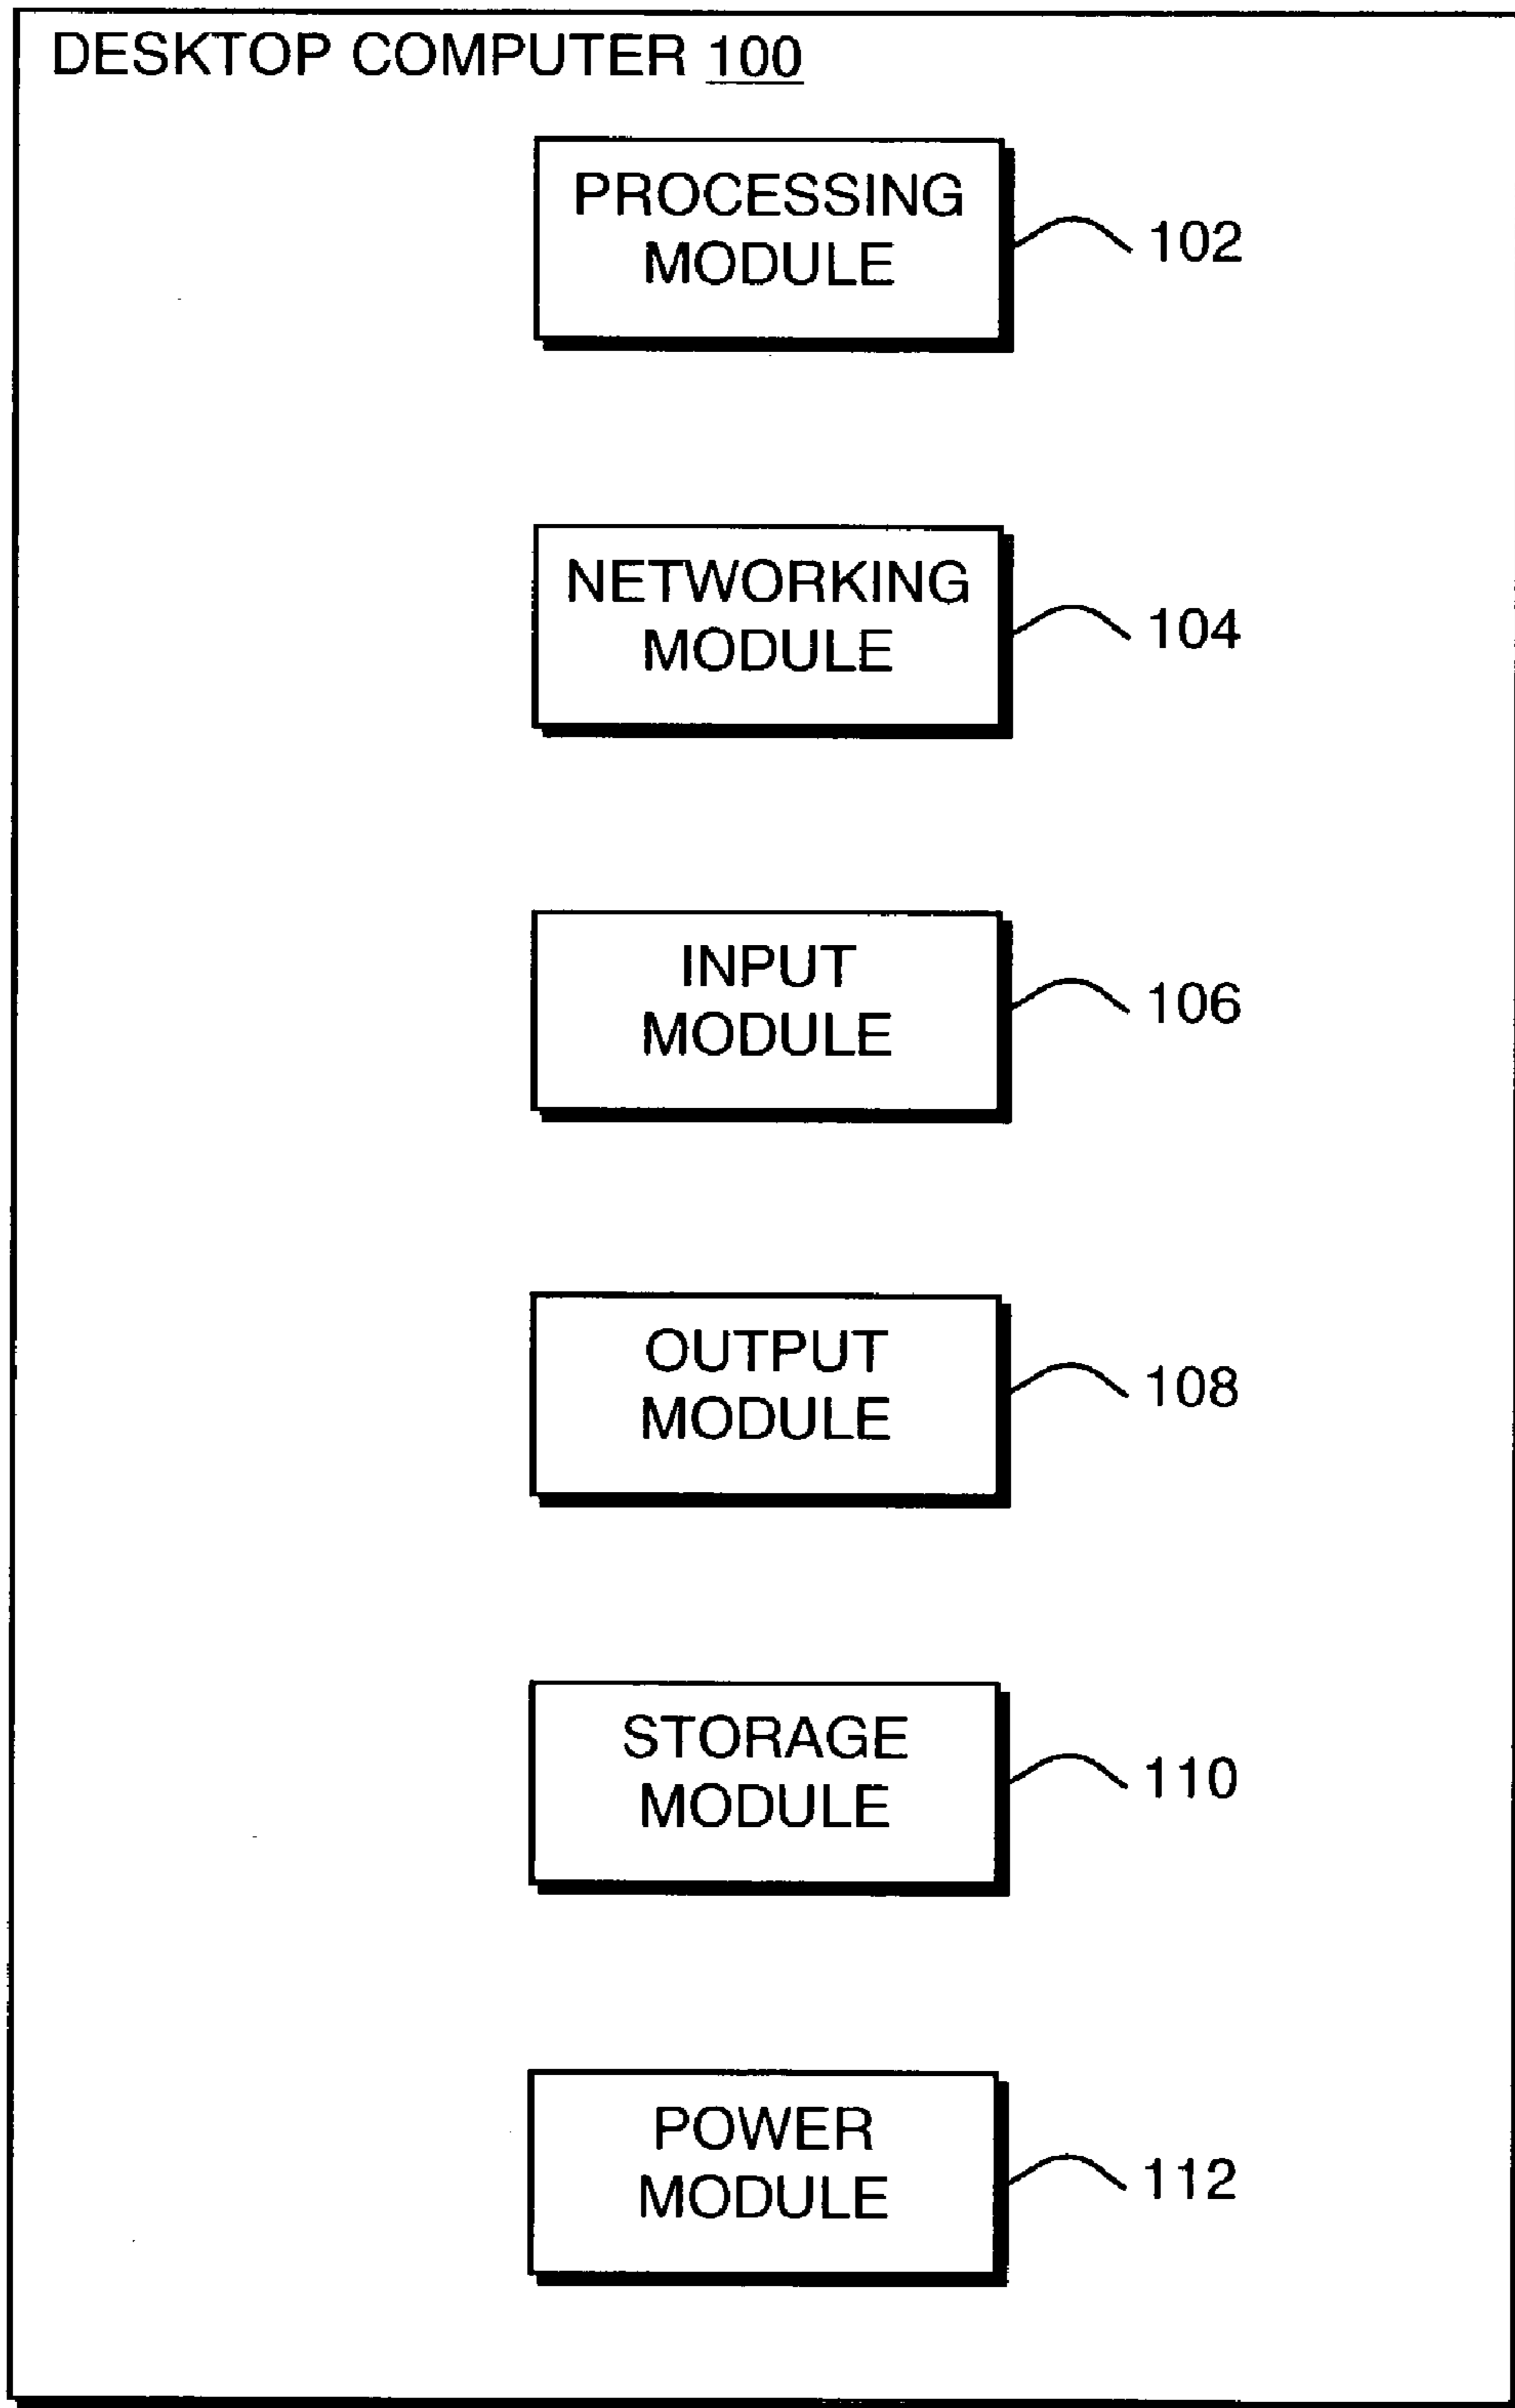 DESKTOP COMPUTER 100
PROCESSING
MODULE
102
NETWORKING
MODULE
104
INPUT
MODULE
106
OUTPUT
MODULE
108
STORAGE
MODULE
110
POWER
MODULE
112